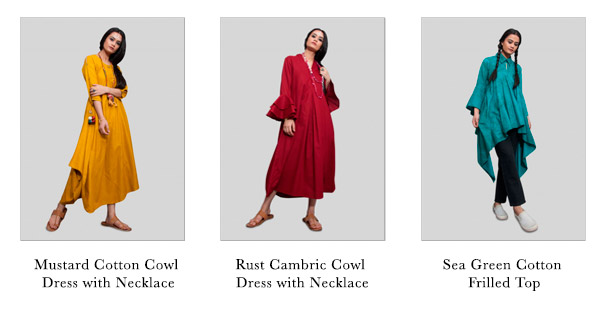 Mustard Cotton Cowl
Dress with Necklace
Rust Cambric Cowl
Dress with Necklace
Sea Green Cotton
Frilled Top